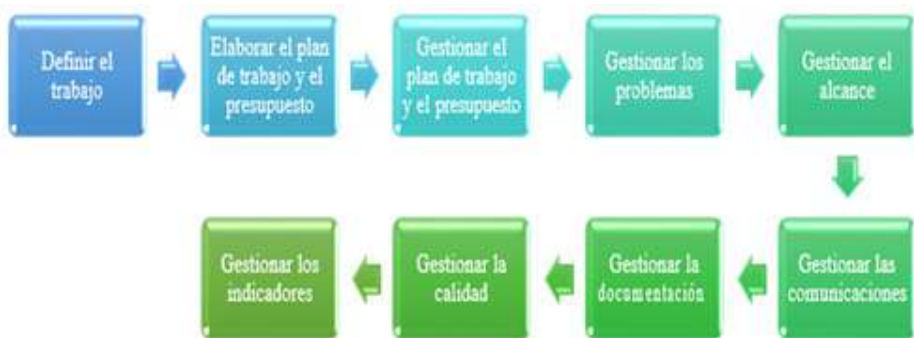 Definir el
trabajo
Elaborar el plan
de trabajo y el
presupuesto
Gestionar el
plan de trabajo
y el presupuesto
Gestionar los
problemas
Gestionar el
alcance
Gestionar las
comunicaciones
Gestionar la
documentación
Gestionar la
calidad
Gestionar los
indicadores